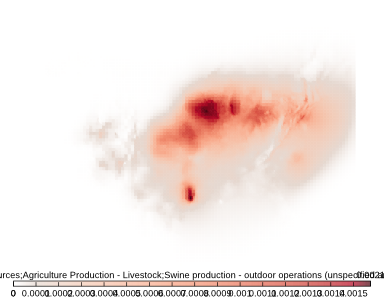 urces;Agriculture Production - Livestock;Swine production - outdoor operations (unspecified
0 0.0001 0.0002 0.0003 0.0004 0.0005 0.0006 0.0007 0.0008 0.0009 0.001 0.0011 0.0012 0.0013 0.0014 0.0015